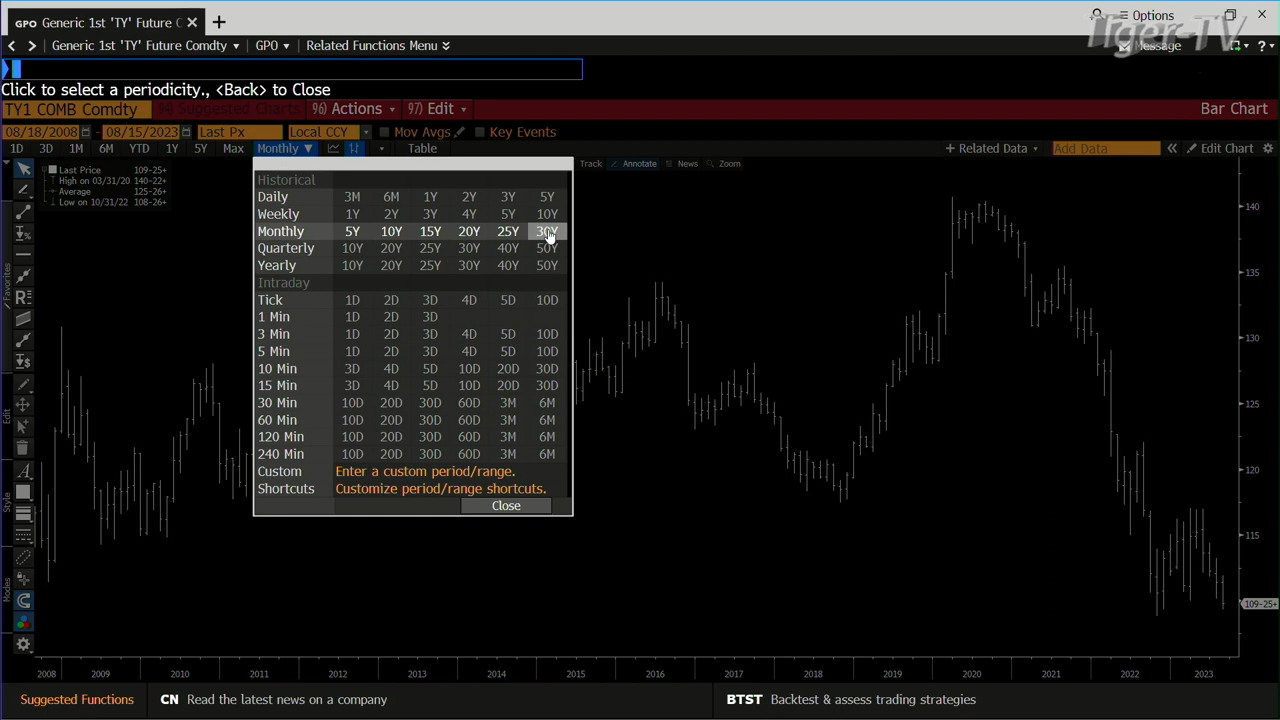 GPO Generic 1st 'TY' Future C
Options
Generic 1st 'TY' Future Comdty GPO Related Functions Menu
Message
Tiger-TV
Click to select a periodicity., <Back> to Close
TY1 COMB Comdty 96) Suggested Charts 96) Actions 97) Edit Bar Chart
08/18/2008 - 08/15/2023 Last Px Local CCY Mov Avgs Key Events
1D 3D 1M 6M YTD 1Y 5Y Max Monthly ▼ Table + Related Data Add Data « Edit Chart
Track Annotate News Zoom
Last Price 109-25+
High on 03/31/20 140-22+
Average 125-26+
Low on 10/31/22 108-26+
Historical
Daily 3M 6M 1Y 2Y 3Y 5Y
Weekly 1Y 2Y 3Y 4Y 5Y 10Y
Monthly 5Y 10Y 15Y 20Y 25Y 30Y
Quarterly 10Y 20Y 25Y 30Y 40Y 50Y
Yearly 10Y 20Y 25Y 30Y 40Y 50Y
Intraday
Tick 1D 2D 3D 4D 5D 10D
1 Min 1D 2D 3D
3 Min 1D 2D 3D 4D 5D 10D
5 Min 1D 2D 3D 4D 5D 10D
10 Min 3D 4D 5D 10D 20D 30D
15 Min 3D 4D 5D 10D 20D 30D
30 Min 10D 20D 30D 60D 3M 6M
60 Min 10D 20D 30D 60D 3M 6M
120 Min 10D 20D 30D 60D 3M 6M
240 Min 10D 20D 30D 60D 3M 6M
Custom Enter a custom period/range.
Shortcuts Customize period/range shortcuts.
Close
Favorites
Edit
Style
Modes
140
135
130
125
120
115
109-25+
2008 2009 2010 2011 2012 2013 2014 2015 2016 2017 2018 2019 2020 2021 2022 2023
Suggested Functions CN Read the latest news on a company BTST Backtest & assess trading strategies